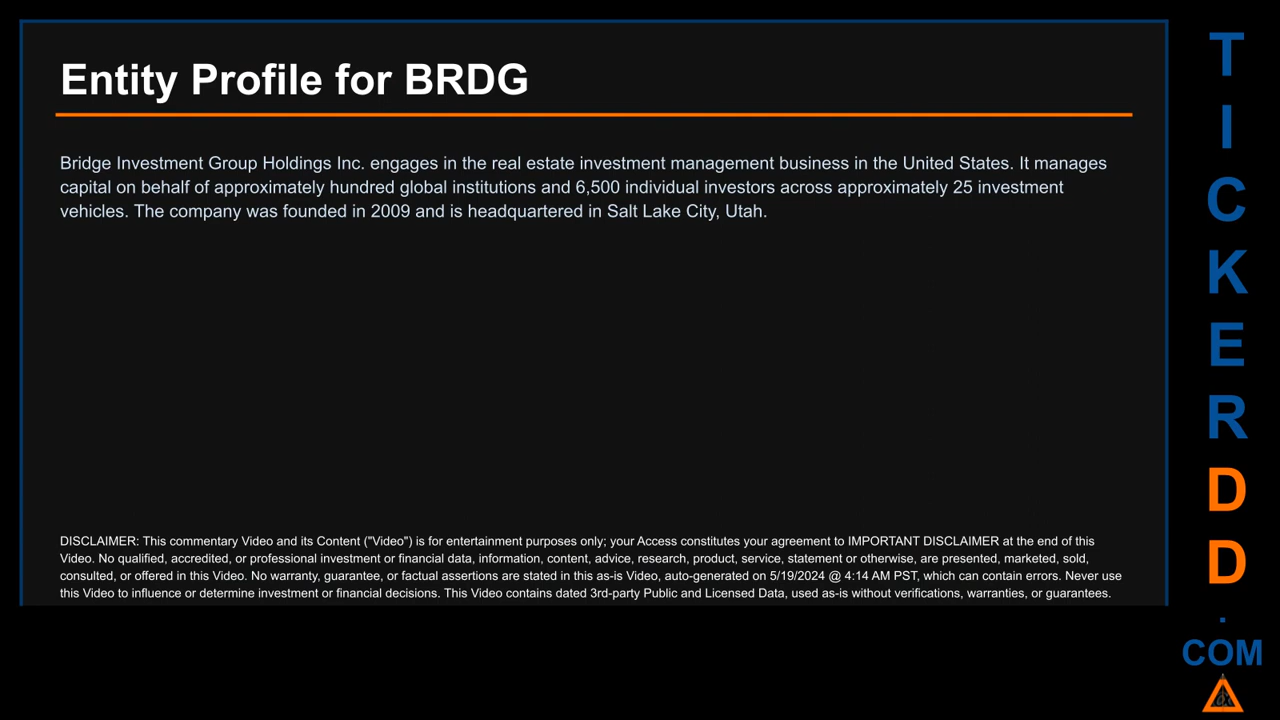 Entity Profile for BRDG
Bridge Investment Group Holdings Inc. engages in the real estate investment management business in the United States. It manages
capital on behalf of approximately hundred global institutions and 6,500 individual investors across approximately 25 investment
vehicles. The company was founded in 2009 and is headquartered in Salt Lake City, Utah.
DISCLAIMER: This commentary Video and its Content ("Video") is for entertainment purposes only; your Access constitutes your agreement to IMPORTANT DISCLAIMER at the end of this
Video. No qualified, accredited, or professional investment or financial data, information, content, advice, research, product, service, statement or otherwise, are presented, marketed, sold,
consulted, or offered in this Video. No warranty, guarantee, or factual assertions are stated in this as-is Video, auto-generated on 5/19/2024 @ 4:14 AM PST, which can contain errors. Never use
this Video to influence or determine investment or financial decisions. This Video contains dated 3rd-party Public and Licensed Data, used as-is without verifications, warranties, or guarantees.
T
I
C
K
E
R
D
D
.
COM